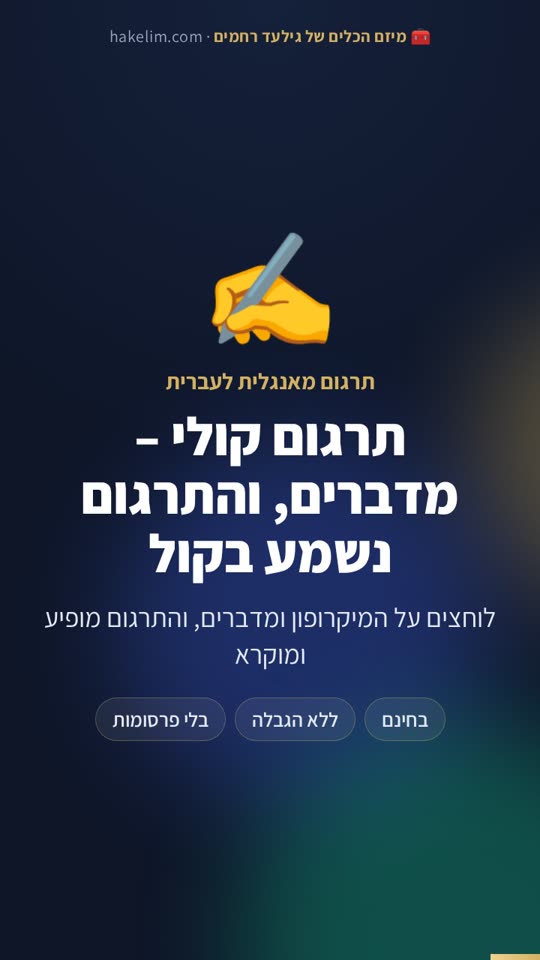 🧰 מיזם הכלים של גילעד רחמים · hakelim.com
תרגום מאנגלית לעברית
תרגום קולי –
מדברים, והתרגום
נשמע בקול
לוחצים על המיקרופון ומדברים, והתרגום מופיע
ומוקרא
בחינם
ללא הגבלה
בלי פרסומות